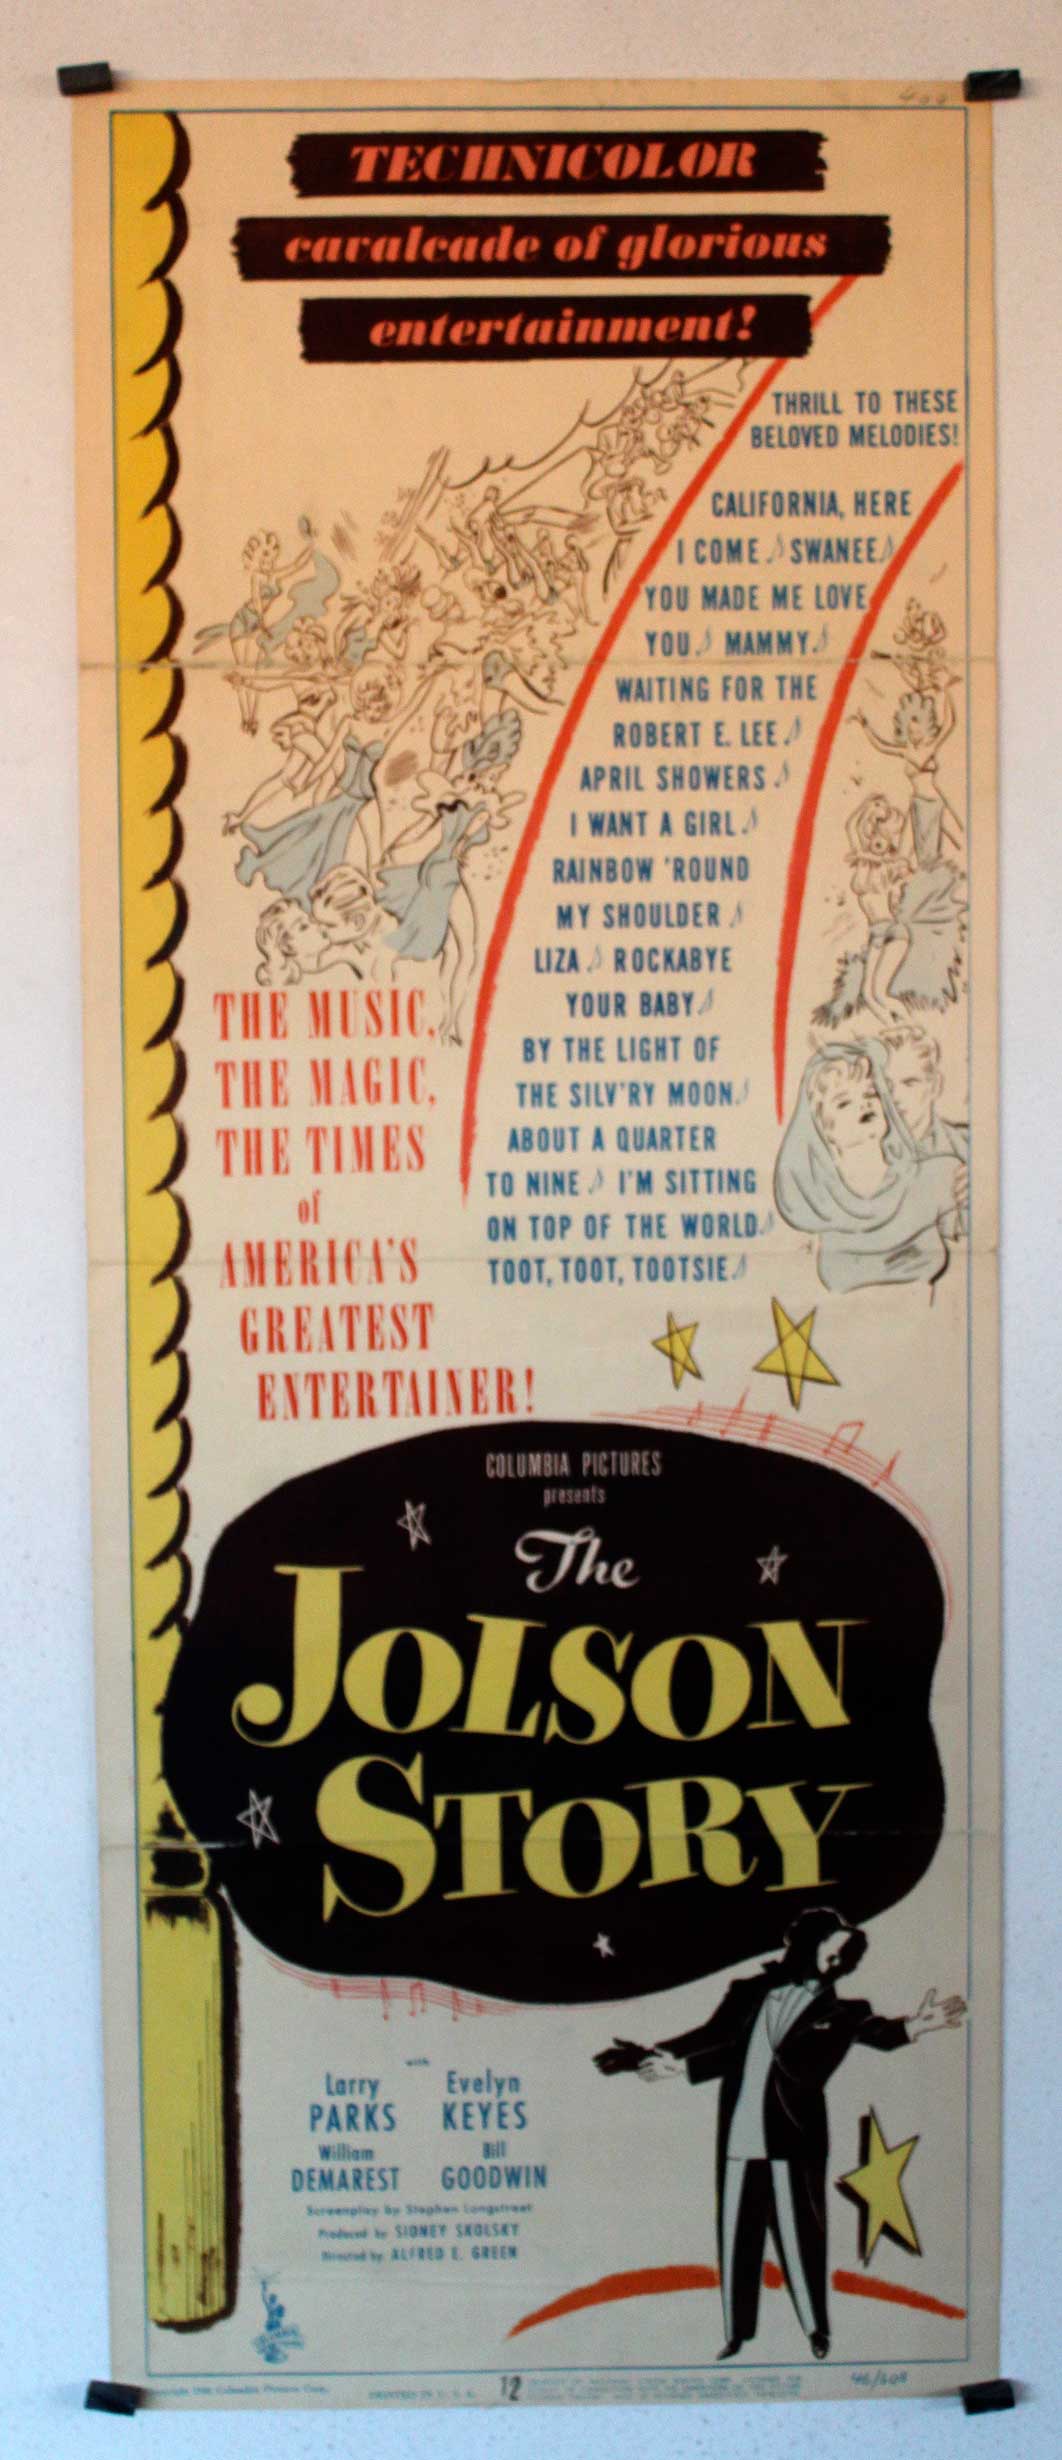 TECHNICOLOR
cavalcade of glorious
entertainment!
THRILL TO THESE
BELOVED MELODIES!
CALIFORNIA, HERE
I COME ♪ SWANEE ♪
YOU MADE ME LOVE
YOU ♪ MAMMY ♪
WAITING FOR THE
ROBERT E. LEE ♪
APRIL SHOWERS ♪
I WANT A GIRL ♪
RAINBOW 'ROUND
MY SHOULDER ♪
LIZA ♪ ROCKABYE
YOUR BABY ♪
BY THE LIGHT OF
THE SILV'RY MOON ♪
ABOUT A QUARTER
TO NINE ♪ I'M SITTING
ON TOP OF THE WORLD ♪
TOOT, TOOT, TOOTSIE ♪
THE MUSIC,
THE MAGIC,
THE TIMES
of
AMERICA'S
GREATEST
ENTERTAINER!
COLUMBIA PICTURES
presents
The
JOLSON
STORY
with
Larry PARKS
Evelyn KEYES
William DEMAREST
Bill GOODWIN
Screenplay by Stephen Longstreet
Produced by SIDNEY SKOLSKY
Directed by ALFRED E. GREEN
Columbia Pictures Corp.
PRINTED IN U. S. A.
12